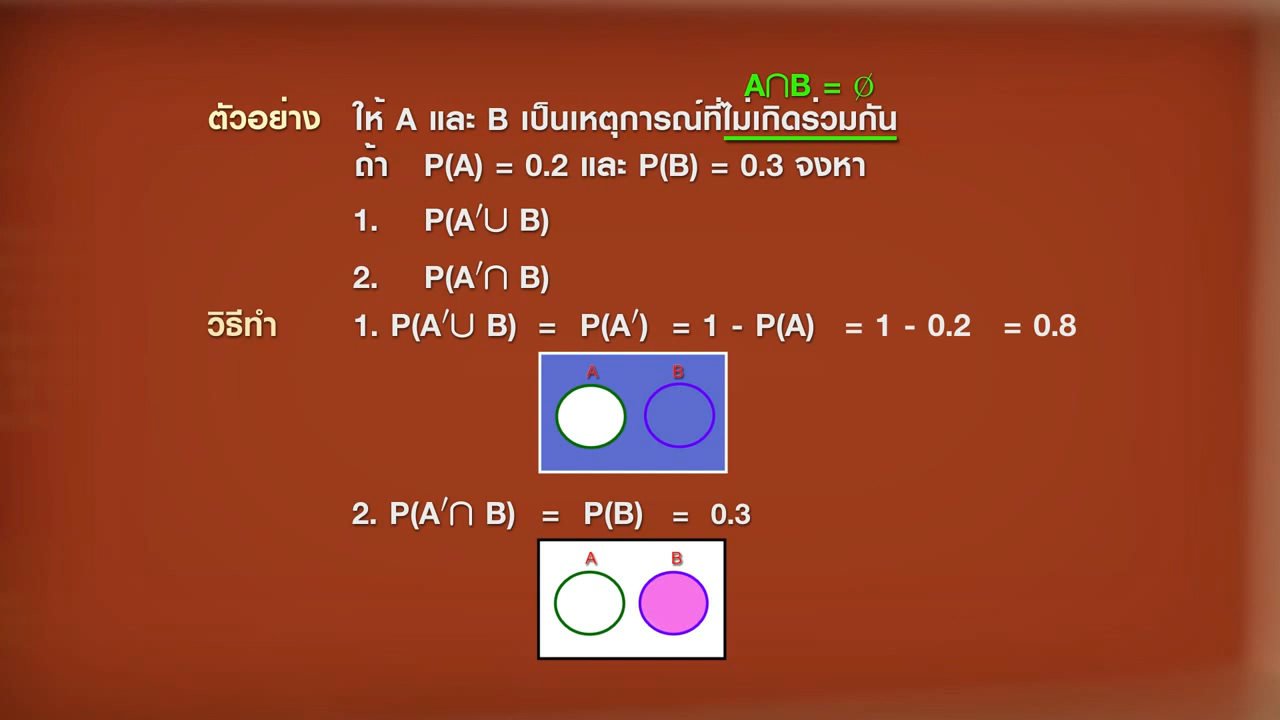 A∩B = Ø
ตัวอย่าง ให้ A และ B เป็นเหตุการณ์ที่ไม่เกิดร่วมกัน
ถ้า P(A) = 0.2 และ P(B) = 0.3 จงหา
1. P(A′∪ B)
2. P(A′∩ B)
วิธีทำ 1. P(A′∪ B) = P(A′) = 1 - P(A) = 1 - 0.2 = 0.8
A B
2. P(A′∩ B) = P(B) = 0.3
A B